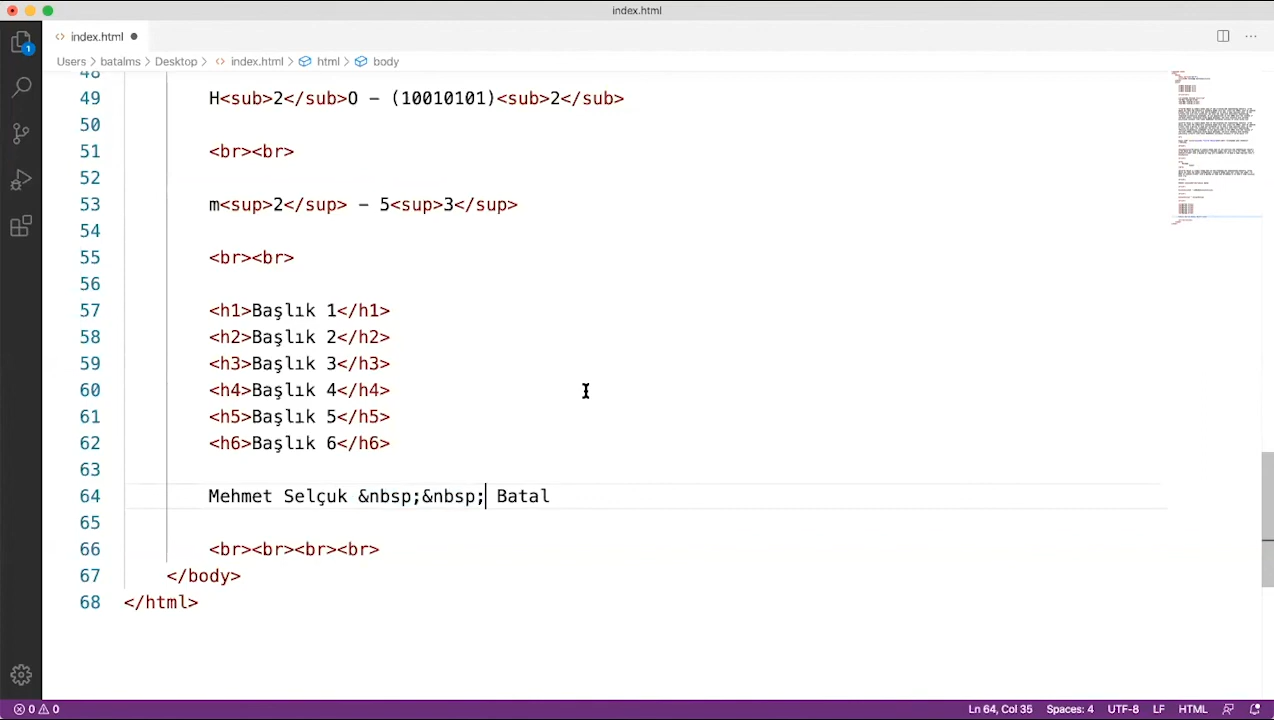 index.html
index.html
Users batalms Desktop index.html html body
1
48
49 H<sub>2</sub>O - (10010101)<sub>2</sub>
50
51 <br><br>
52
53 m<sup>2</sup> - 5<sup>3</sup>
54
55 <br><br>
56
57 <h1>Başlık 1</h1>
58 <h2>Başlık 2</h2>
59 <h3>Başlık 3</h3>
60 <h4>Başlık 4</h4>
61 <h5>Başlık 5</h5>
62 <h6>Başlık 6</h6>
63
64 Mehmet Selçuk &nbsp;&nbsp; Batal
65
66 <br><br><br><br>
67 </body>
68 </html>
0 0 Ln 64, Col 35 Spaces: 4 UTF-8 LF HTML